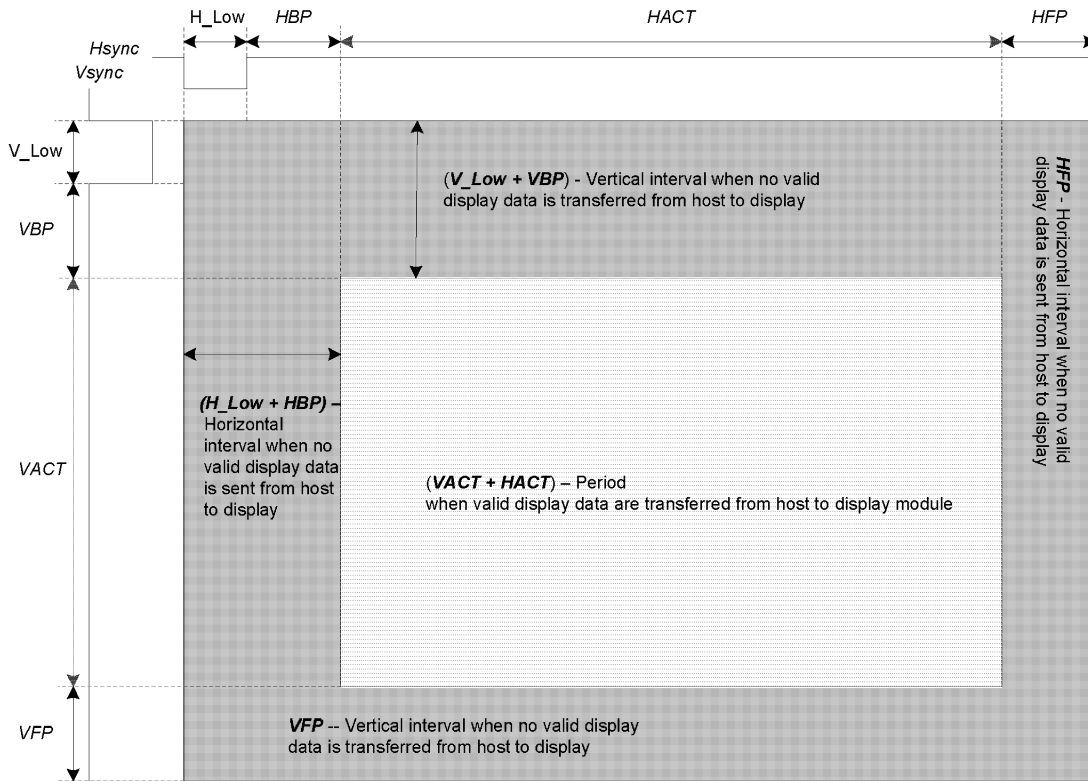 H_Low
HBP
HACT
HFP
Hsync
Vsync
V_Low
(V_Low + VBP) - Vertical interval when no valid
display data is transferred from host to display
HFP - Horizontal interval when no valid
display data is sent from host to display
VBP
(H_Low + HBP) –
Horizontal
interval when no
valid display data
is sent from host
to display
VACT
(VACT + HACT) – Period
when valid display data are transferred from host to display module
VFP
VFP -- Vertical interval when no valid display
data is transferred from host to display